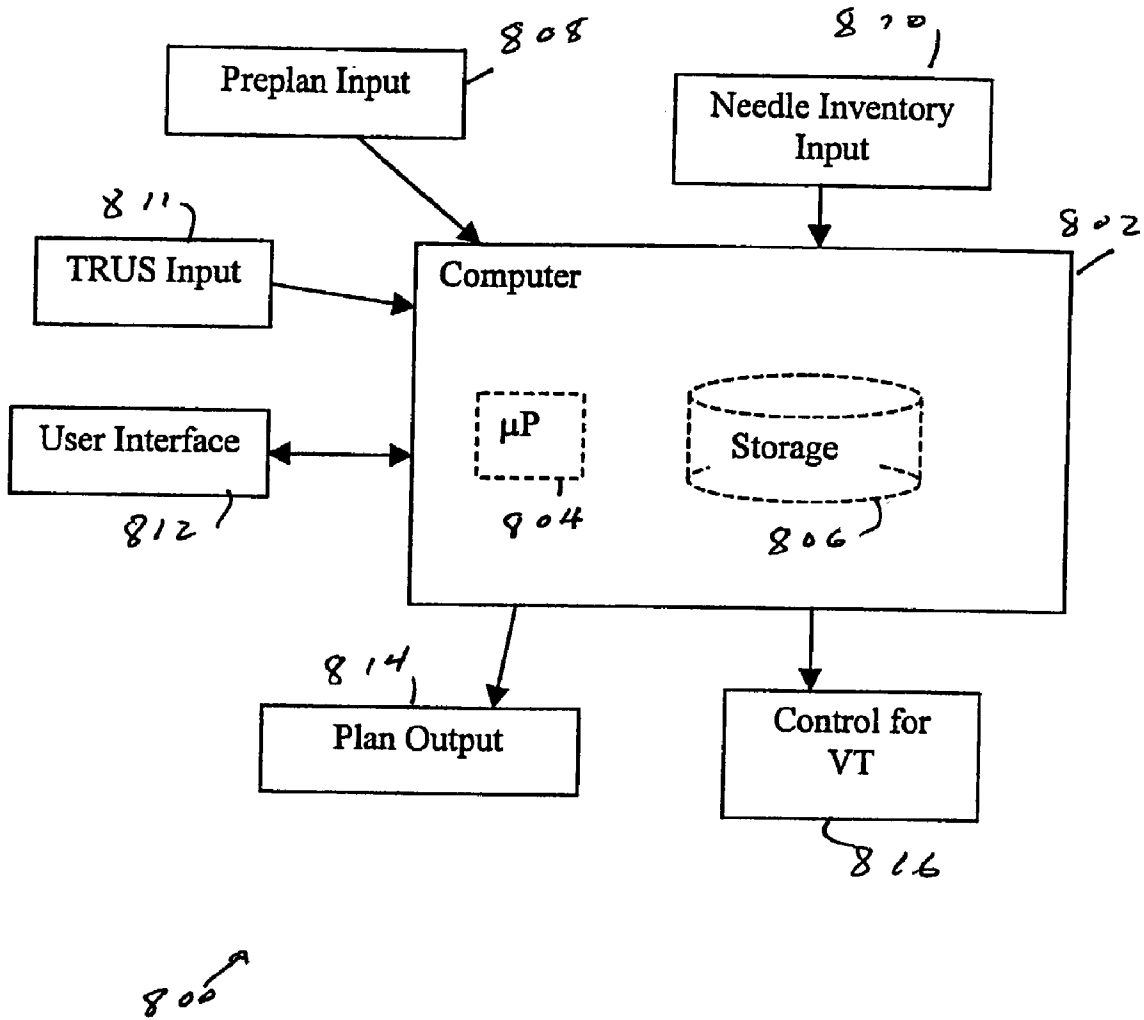 808
810
Preplan Input
Needle Inventory
Input
811
802
TRUS Input
Computer
User Interface
μP
Storage
812
804
806
814
Plan Output
Control for
VT
816
800